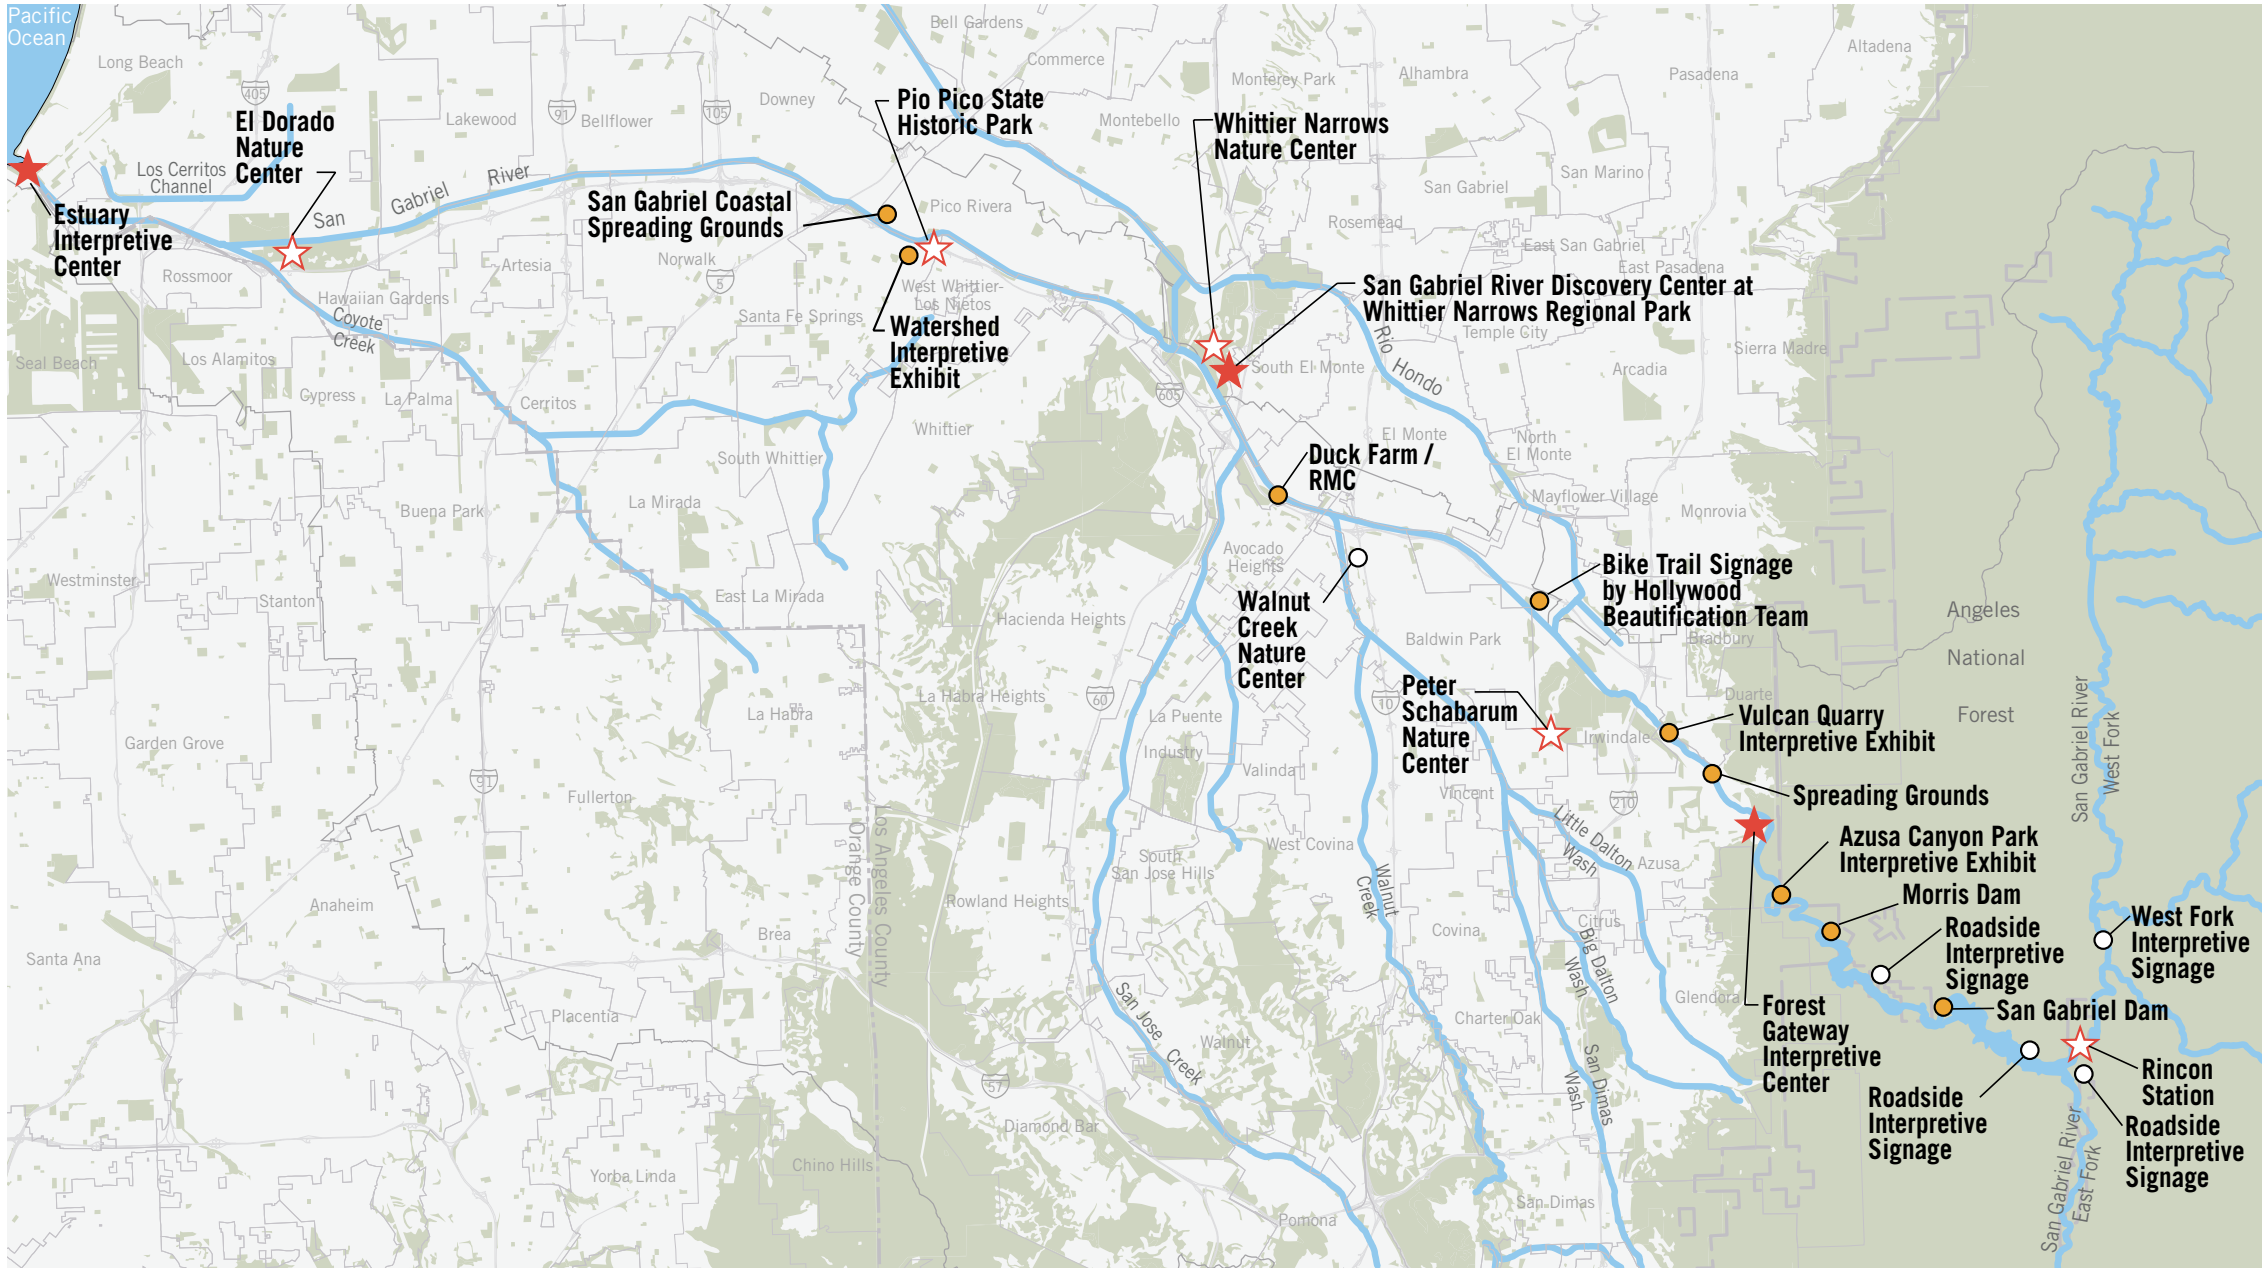 Pacific
Ocean
Long Beach
405
El Dorado
Nature
Center
Los Cerritos
Channel
Estuary
Interpretive
Center
Rossmoor
Seal Beach
Los Alamitos
Hawaiian Gardens
Coyote
Creek
Cypress
La Palma
Cerritos
Artesia
San
Gabriel
River
Lakewood
91
Bellflower
105
Downey
Bell Gardens
Commerce
Pio Pico State
Historic Park
Montebello
Monterey Park
Alhambra
Pasadena
Altadena
Whittier Narrows
Nature Center
San Gabriel
San Marino
Rosemead
East San Gabriel
East Pasadena
San Gabriel Coastal
Spreading Grounds
Pico Rivera
Norwalk
5
Santa Fe Springs
West Whittier-
Los Nietos
Watershed
Interpretive
Exhibit
San Gabriel River Discovery Center at
Whittier Narrows Regional Park
Temple City
Rio Hondo
Sierra Madre
Arcadia
South El Monte
605
Whittier
South Whittier
La Mirada
Buena Park
Westminster
Stanton
East La Mirada
El Monte
North
El Monte
Duck Farm /
RMC
Mayflower Village
Monrovia
Avocado
Heights
Walnut
Creek
Nature
Center
Bike Trail Signage
by Hollywood
Beautification Team
Bradbury
Baldwin Park
Hacienda Heights
La Habra Heights
60
La Habra
Garden Grove
91
Fullerton
Los Angeles County
Orange County
La Puente
Industry
Valinda
10
Peter
Schabarum
Nature
Center
Irwindale
Duarte
Vulcan Quarry
Interpretive Exhibit
Spreading Grounds
Angeles
National
Forest
San Gabriel River
West Fork
Vincent
210
Little Dalton
Wash
Azusa
Azusa Canyon Park
Interpretive Exhibit
Morris Dam
Roadside
Interpretive
Signage
West Fork
Interpretive
Signage
South
San Jose Hills
West Covina
Walnut
Creek
Rowland Heights
Anaheim
Brea
Santa Ana
Placentia
San Jose Creek
Walnut
Covina
Citrus
Big Dalton
Wash
Charter Oak
Glendora
San Dimas
Wash
Forest
Gateway
Interpretive
Center
San Gabriel Dam
Rincon
Station
Roadside
Interpretive
Signage
Roadside
Interpretive
Signage
San Gabriel River
East Fork
57
Diamond Bar
Chino Hills
Yorba Linda
Pomona
San Dimas